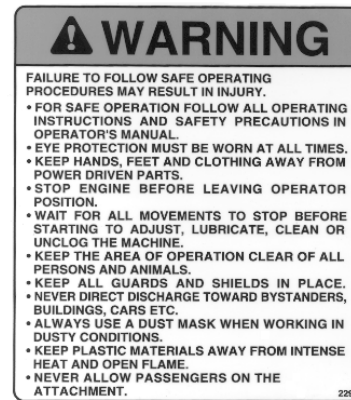 WARNING
FAILURE TO FOLLOW SAFE OPERATING
PROCEDURES MAY RESULT IN INJURY.
• FOR SAFE OPERATION FOLLOW ALL OPERATING
INSTRUCTIONS AND SAFETY PRECAUTIONS IN
OPERATOR'S MANUAL.
• EYE PROTECTION MUST BE WORN AT ALL TIMES.
• KEEP HANDS, FEET AND CLOTHING AWAY FROM
POWER DRIVEN PARTS.
• STOP ENGINE BEFORE LEAVING OPERATOR
POSITION.
• WAIT FOR ALL MOVEMENTS TO STOP BEFORE
STARTING TO ADJUST, LUBRICATE, CLEAN OR
UNCLOG THE MACHINE.
• KEEP THE AREA OF OPERATION CLEAR OF ALL
PERSONS AND ANIMALS.
• KEEP ALL GUARDS AND SHIELDS IN PLACE.
• NEVER DIRECT DISCHARGE TOWARD BYSTANDERS,
BUILDINGS, CARS ETC.
• ALWAYS USE A DUST MASK WHEN WORKING IN
DUSTY CONDITIONS.
• KEEP PLASTIC MATERIALS AWAY FROM INTENSE
HEAT AND OPEN FLAME.
• NEVER ALLOW PASSENGERS ON THE
ATTACHMENT. 229